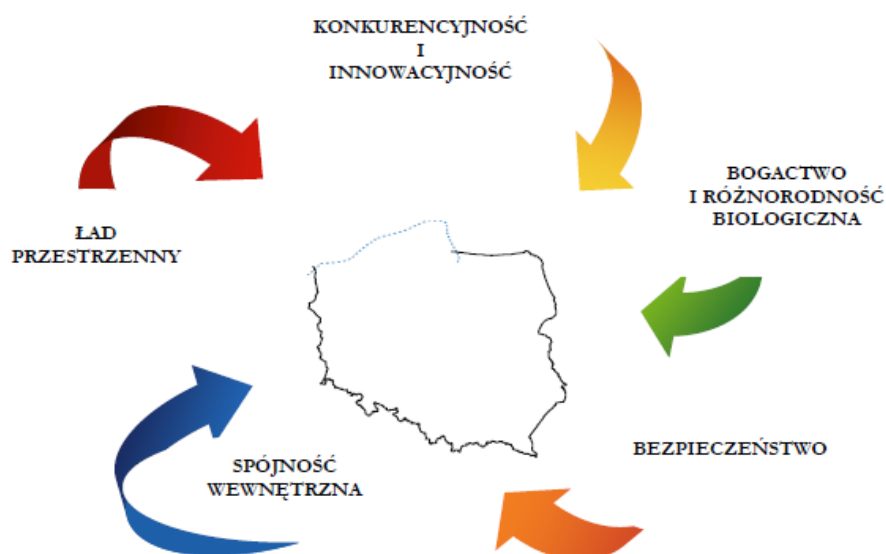 KONKURENCYJNOŚĆ
I
INNOWACYJNOŚĆ
BOGACTWO
I RÓŻNORODNOŚĆ
BIOLOGICZNA
ŁAD
PRZESTRZENNY
BEZPIECZEŃSTWO
SPÓJNOŚĆ
WEWNĘTRZNA